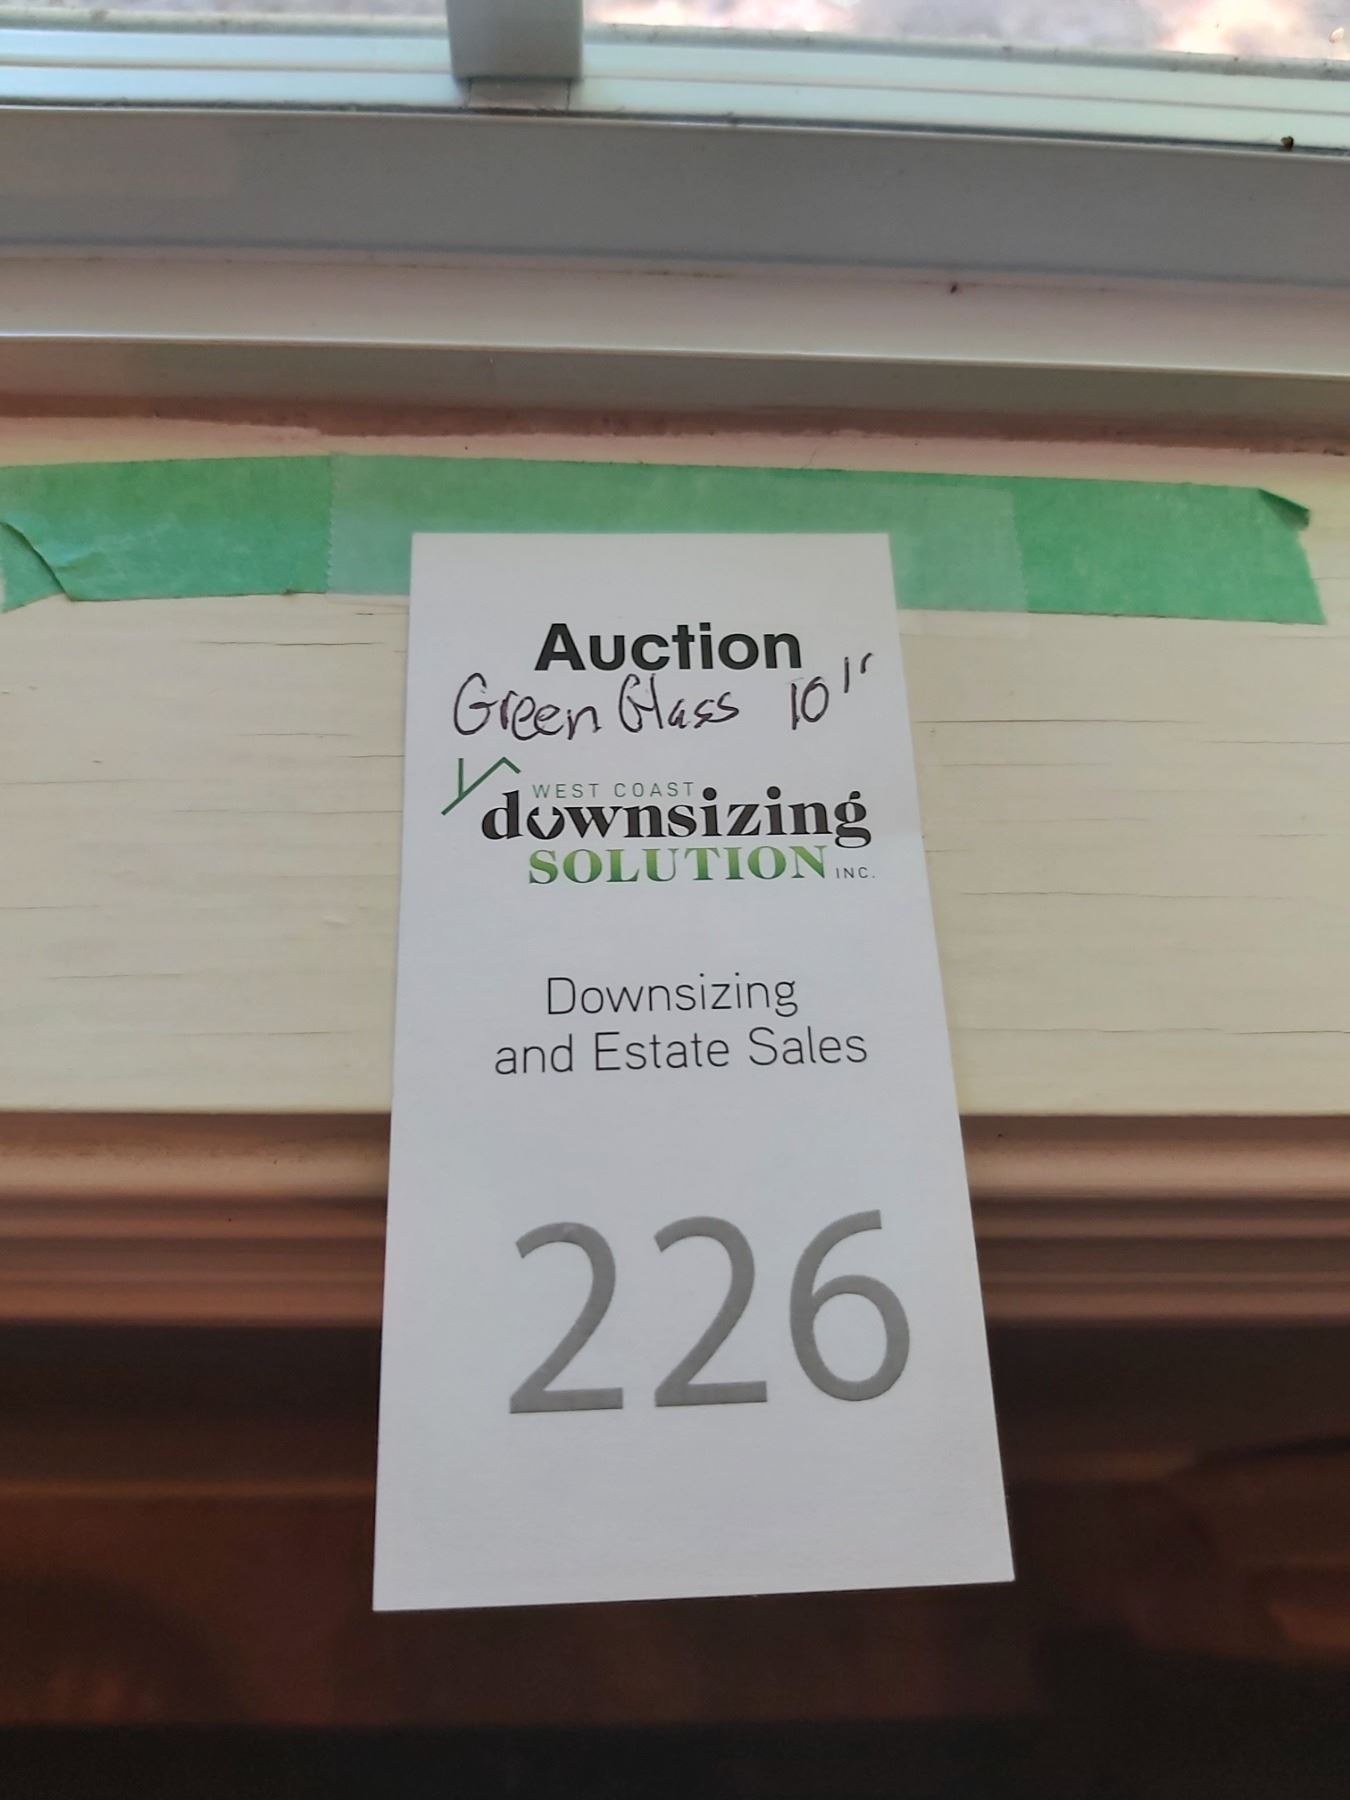 Auction
Green Glass 10"
WEST COAST
downsizing
SOLUTION INC.
Downsizing
and Estate Sales
226